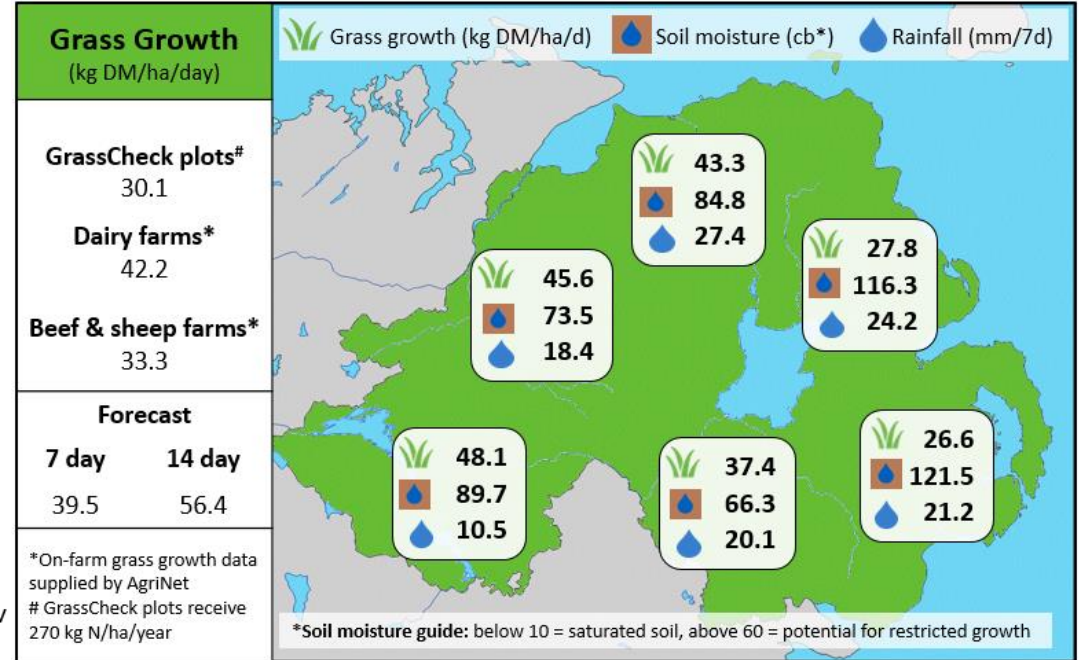 Grass Growth
(kg DM/ha/day)
GrassCheck plots#
30.1
Dairy farms*
42.2
Beef & sheep farms*
33.3
Forecast
7 day 14 day
39.5 56.4
*On-farm grass growth data
supplied by AgriNet
# GrassCheck plots receive
270 kg N/ha/year
Grass growth (kg DM/ha/d) Soil moisture (cb*) Rainfall (mm/7d)
43.3
84.8
27.4
27.8
116.3
24.2
45.6
73.5
18.4
48.1
89.7
10.5
37.4
66.3
20.1
26.6
121.5
21.2
*Soil moisture guide: below 10 = saturated soil, above 60 = potential for restricted growth